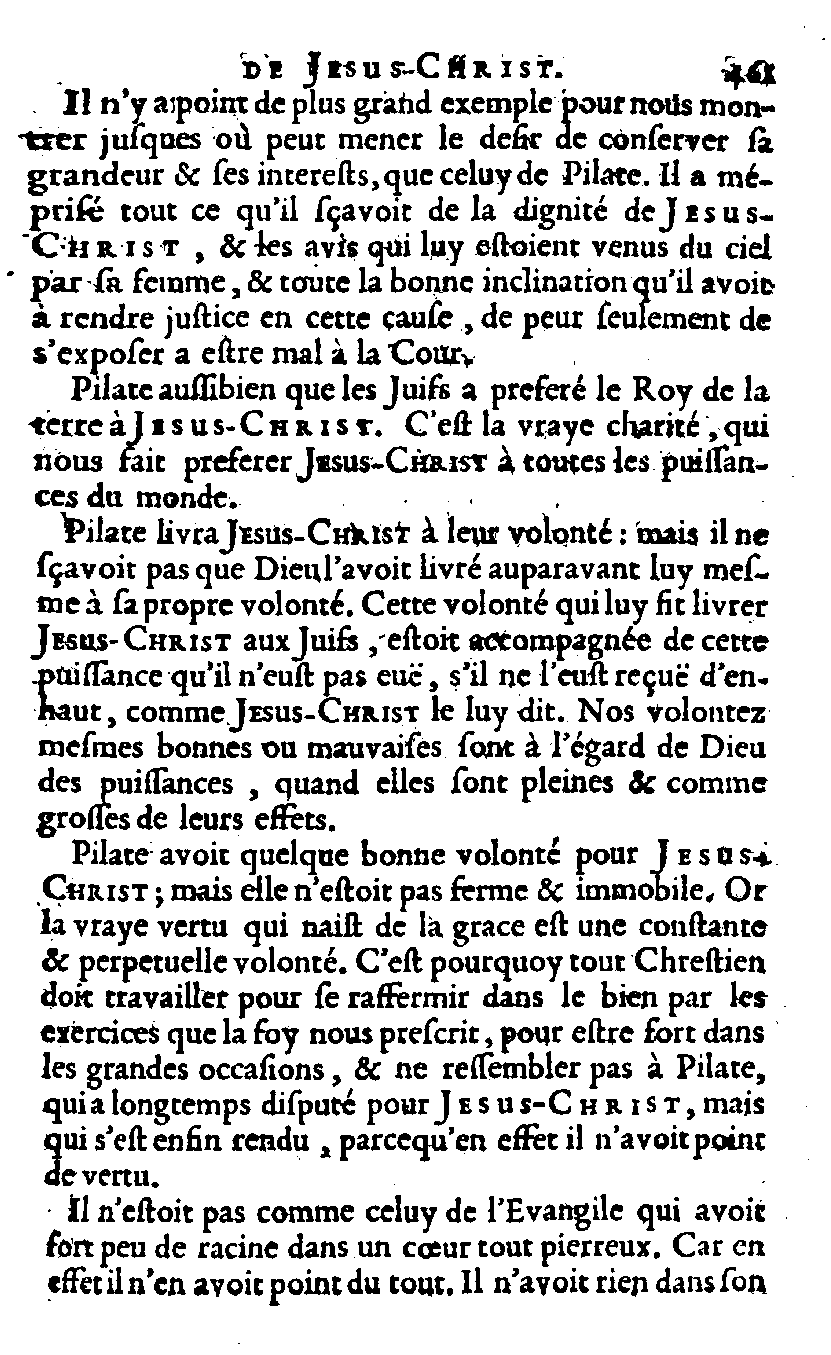 DE JESUS-CHRIST. 461
Il n'y a point de plus grand exemple pour nous mon-
trer juſques où peut mener le deſir de conſerver ſa
grandeur & ſes intereſts, que celuy de Pilate. Il a mé-
priſé tout ce qu'il ſçavoit de la dignité de JESUS-
CHRIST, & les avis qui luy eſtoient venus du ciel
par ſa femme, & toute la bonne inclination qu'il avoit
à rendre juſtice en cette cauſe, de peur ſeulement de
s'expoſer a eſtre mal à la Cour.
Pilate auſſibien que les Juifs a preferé le Roy de la
terre à JESUS-CHRIST. C'eſt la vraye charité, qui
nous fait preferer JESUS-CHRIST à toutes les puiſſan-
ces du monde.
Pilate livra JESUS-CHRIST à leur volonté : mais il ne
ſçavoit pas que Dieu l'avoit livré auparavant luy meſ-
me à ſa propre volonté. Cette volonté qui luy fit livrer
JESUS-CHRIST aux Juifs, eſtoit accompagnée de cette
puiſſance qu'il n'euſt pas euë, s'il ne l'euſt reçuë d'en-
haut, comme JESUS-CHRIST le luy dit. Nos volontez
meſmes bonnes ou mauvaiſes ſont à l'égard de Dieu
des puiſſances, quand elles ſont pleines & comme
groſſes de leurs effets.
Pilate avoit quelque bonne volonté pour JESUS-
CHRIST ; mais elle n'eſtoit pas ferme & immobile. Or
la vraye vertu qui naiſt de la grace eſt une conſtante
& perpetuelle volonté. C'eſt pourquoy tout Chreſtien
doit travailler pour ſe raffermir dans le bien par les
exercices que la foy nous preſcrit, pour eſtre fort dans
les grandes occaſions, & ne reſſembler pas à Pilate,
qui a longtemps diſputé pour JESUS-CHRIST, mais
qui s'eſt enfin rendu, parcequ'en effet il n'avoit point
de vertu.
Il n'eſtoit pas comme celuy de l'Evangile qui avoit
fort peu de racine dans un cœur tout pierreux. Car en
effet il n'en avoit point du tout. Il n'avoit rien dans ſon